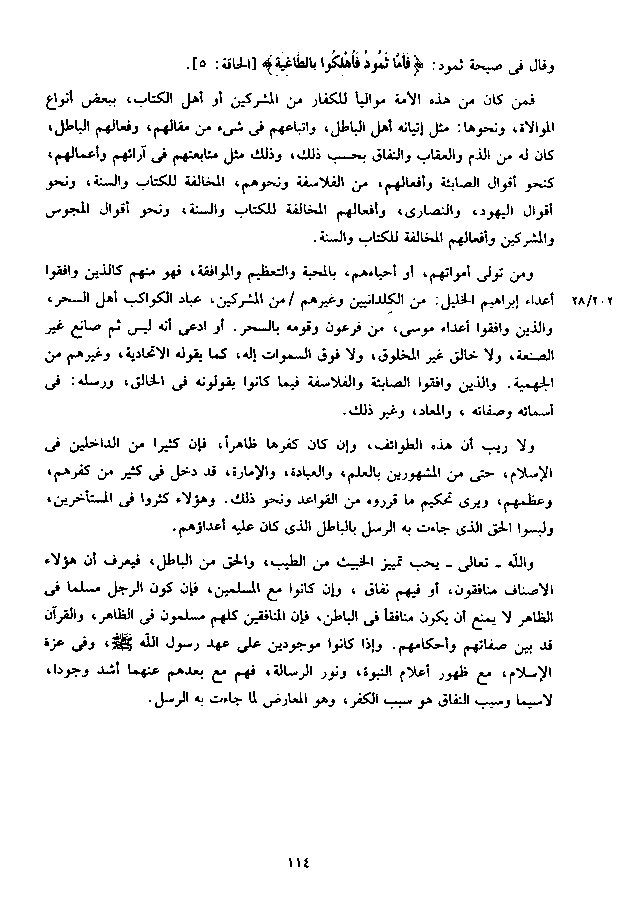 وقال فى صيحة ثمود: ﴿ فَأَمَّا ثَمُودُ فَأُهْلِكُوا بِالطَّاغِيَةِ ﴾ [الحاقة: ٥].
فمن كان من هذه الأمة موالياً للكفار من المشركين أو أهل الكتاب، ببعض أنواع
الموالاة، ونحوها: مثل إتيانه أهل الباطل، واتباعهم فى شىء من مقالهم، وفعالهم الباطل،
كان له من الذم والعقاب والنفاق بحسب ذلك، وذلك مثل متابعتهم فى آرائهم وأعمالهم،
كنحو أقوال الصابئة وأفعالهم، من الفلاسفة ونحوهم، المخالفة للكتاب والسنة، ونحو
أقوال اليهود، والنصارى، وأفعالهم المخالفة للكتاب والسنة، ونحو أقوال المجوس
والمشركين وأفعالهم المخالفة للكتاب والسنة.
ومن تولى أمواتهم، أو أحياءهم، بالمحبة والتعظيم والموافقة، فهو منهم كالذين وافقوا
٢٨/٢٠٢ أعداء إبراهيم الخليل: من الكلدانيين وغيرهم / من المشركين، عباد الكواكب أهل السحر،
والذين وافقوا أعداء موسى، من فرعون وقومه بالسحر. أو ادعى أنه ليس ثم صانع غير
الصنعة، ولا خالق غير المخلوق، ولا فوق السموات إله، كما يقوله الاتحادية، وغيرهم من
الجهمية. والذين وافقوا الصابئة والفلاسفة فيما كانوا يقولونه فى الخالق، ورسله: فى
أسمائه وصفاته ، والمعاد، وغير ذلك.
ولا ريب أن هذه الطوائف، وإن كان كفرها ظاهراً، فإن كثيرا من الداخلين فى
الإسلام، حتى من المشهورين بالعلم، والعبادة، والإمارة، قد دخل فى كثير من كفرهم،
وعظمهم، ويرى تحكيم ما قرروه من القواعد ونحو ذلك. وهؤلاء كثروا فى المستأخرين،
ولبسوا الحق الذى جاءت به الرسل بالباطل الذى كان عليه أعداؤهم.
والله ـ تعالى ـ يحب تمييز الخبيث من الطيب، والحق من الباطل، فيعرف أن هؤلاء
الأصناف منافقون، أو فيهم نفاق ، وإن كانوا مع المسلمين، فإن كون الرجل مسلما فى
الظاهر لا يمنع أن يكون منافقاً فى الباطن، فإن المنافقين كلهم مسلمون فى الظاهر، والقرآن
قد بين صفاتهم وأحكامهم. وإذا كانوا موجودين على عهد رسول الله ﷺ، وفى عزة
الإسلام، مع ظهور أعلام النبوة، ونور الرسالة، فهم مع بعدهم عنهما أشد وجودا،
لاسيما وسبب النفاق هو سبب الكفر، وهو المعارض لما جاءت به الرسل.
١١٤